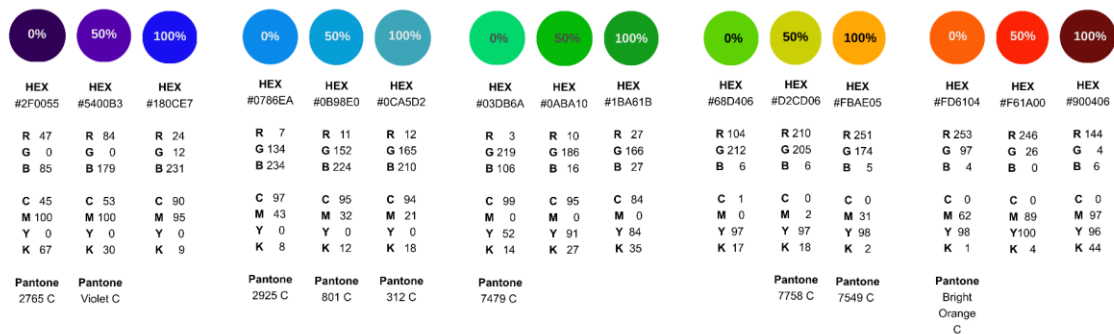 0% 50% 100% 0% 50% 100% 0% 50% 100% 0% 50% 100% 0% 50% 100%
HEX HEX HEX HEX HEX HEX HEX HEX HEX HEX HEX HEX HEX HEX HEX
#2F0055 #5400B3 #180CE7 #0786EA #0B98E0 #0CA5D2 #03DB6A #0ABA10 #1BA61B #68D406 #D2CD06 #FBAE05 #FD6104 #F61A00 #900406
R 47 R 84 R 24 R 7 R 11 R 12 R 3 R 10 R 27 R 104 R 210 R 251 R 253 R 246 R 144
G 0 G 0 G 12 G 134 G 152 G 165 G 219 G 186 G 166 G 212 G 205 G 174 G 97 G 26 G 4
B 85 B 179 B 231 B 234 B 224 B 210 B 106 B 16 B 27 B 6 B 6 B 5 B 4 B 0 B 6
C 45 C 53 C 90 C 97 C 95 C 94 C 99 C 95 C 84 C 1 C 0 C 0 C 0 C 0 C 0
M 100 M 100 M 95 M 43 M 32 M 21 M 0 M 0 M 0 M 0 M 2 M 31 M 62 M 89 M 97
Y 0 Y 0 Y 0 Y 0 Y 0 Y 0 Y 52 Y 91 Y 84 Y 97 Y 97 Y 98 Y 98 Y100 Y 96
K 67 K 30 K 9 K 8 K 12 K 18 K 14 K 27 K 35 K 17 K 18 K 2 K 1 K 4 K 44
Pantone Pantone Pantone Pantone Pantone Pantone Pantone Pantone Pantone
2765 C Violet C 2925 C 801 C 312 C 7479 C 7758 C 7549 C Bright
Orange
C